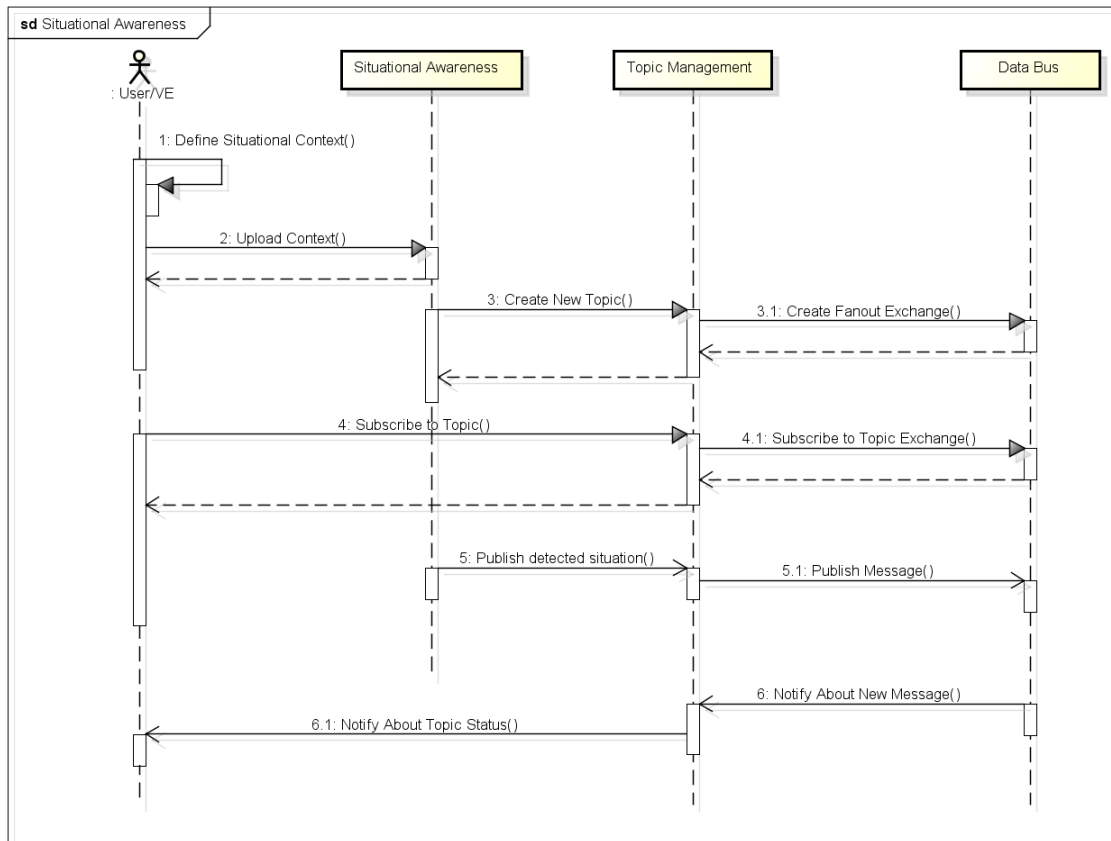 sd Situational Awareness
Situational Awareness
Topic Management
Data Bus
: User/VE
1: Define Situational Context()
2: Upload Context()
3: Create New Topic()
3.1: Create Fanout Exchange()
4: Subscribe to Topic()
4.1: Subscribe to Topic Exchange()
5: Publish detected situation()
5.1: Publish Message()
6: Notify About New Message()
6.1: Notify About Topic Status()